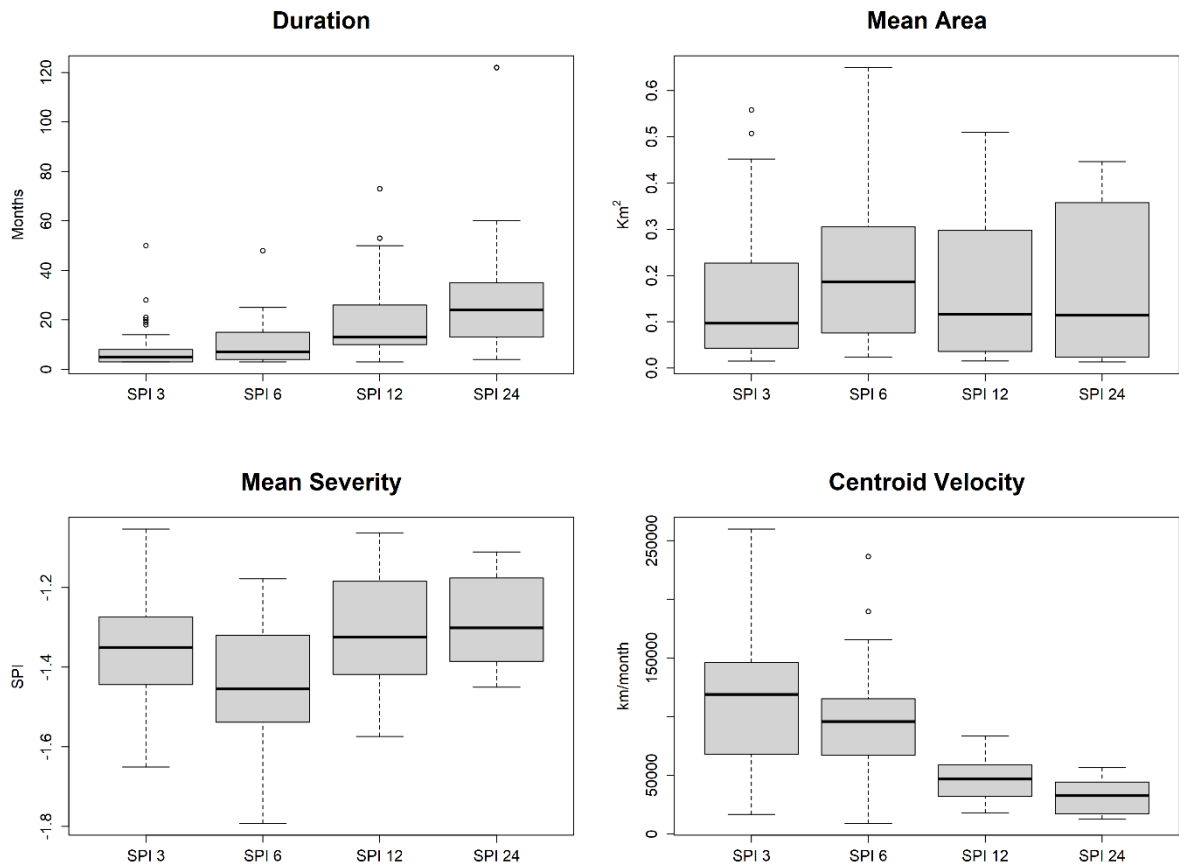 Duration
Months
0
20
40
60
80
100
120
SPI 3
SPI 6
SPI 12
SPI 24
Mean Area
Km²
0.0
0.1
0.2
0.3
0.4
0.5
0.6
SPI 3
SPI 6
SPI 12
SPI 24
Mean Severity
SPI
-1.8
-1.6
-1.4
-1.2
SPI 3
SPI 6
SPI 12
SPI 24
Centroid Velocity
km/month
0
50000
150000
250000
SPI 3
SPI 6
SPI 12
SPI 24